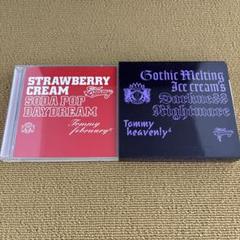 STRAWBERRY
CREAM
SODA POP
DAYDREAM
Tommy february⁶
Gothic Melting
Ice cream's
Darkness
Nightmare
Tommy
heavenly⁶